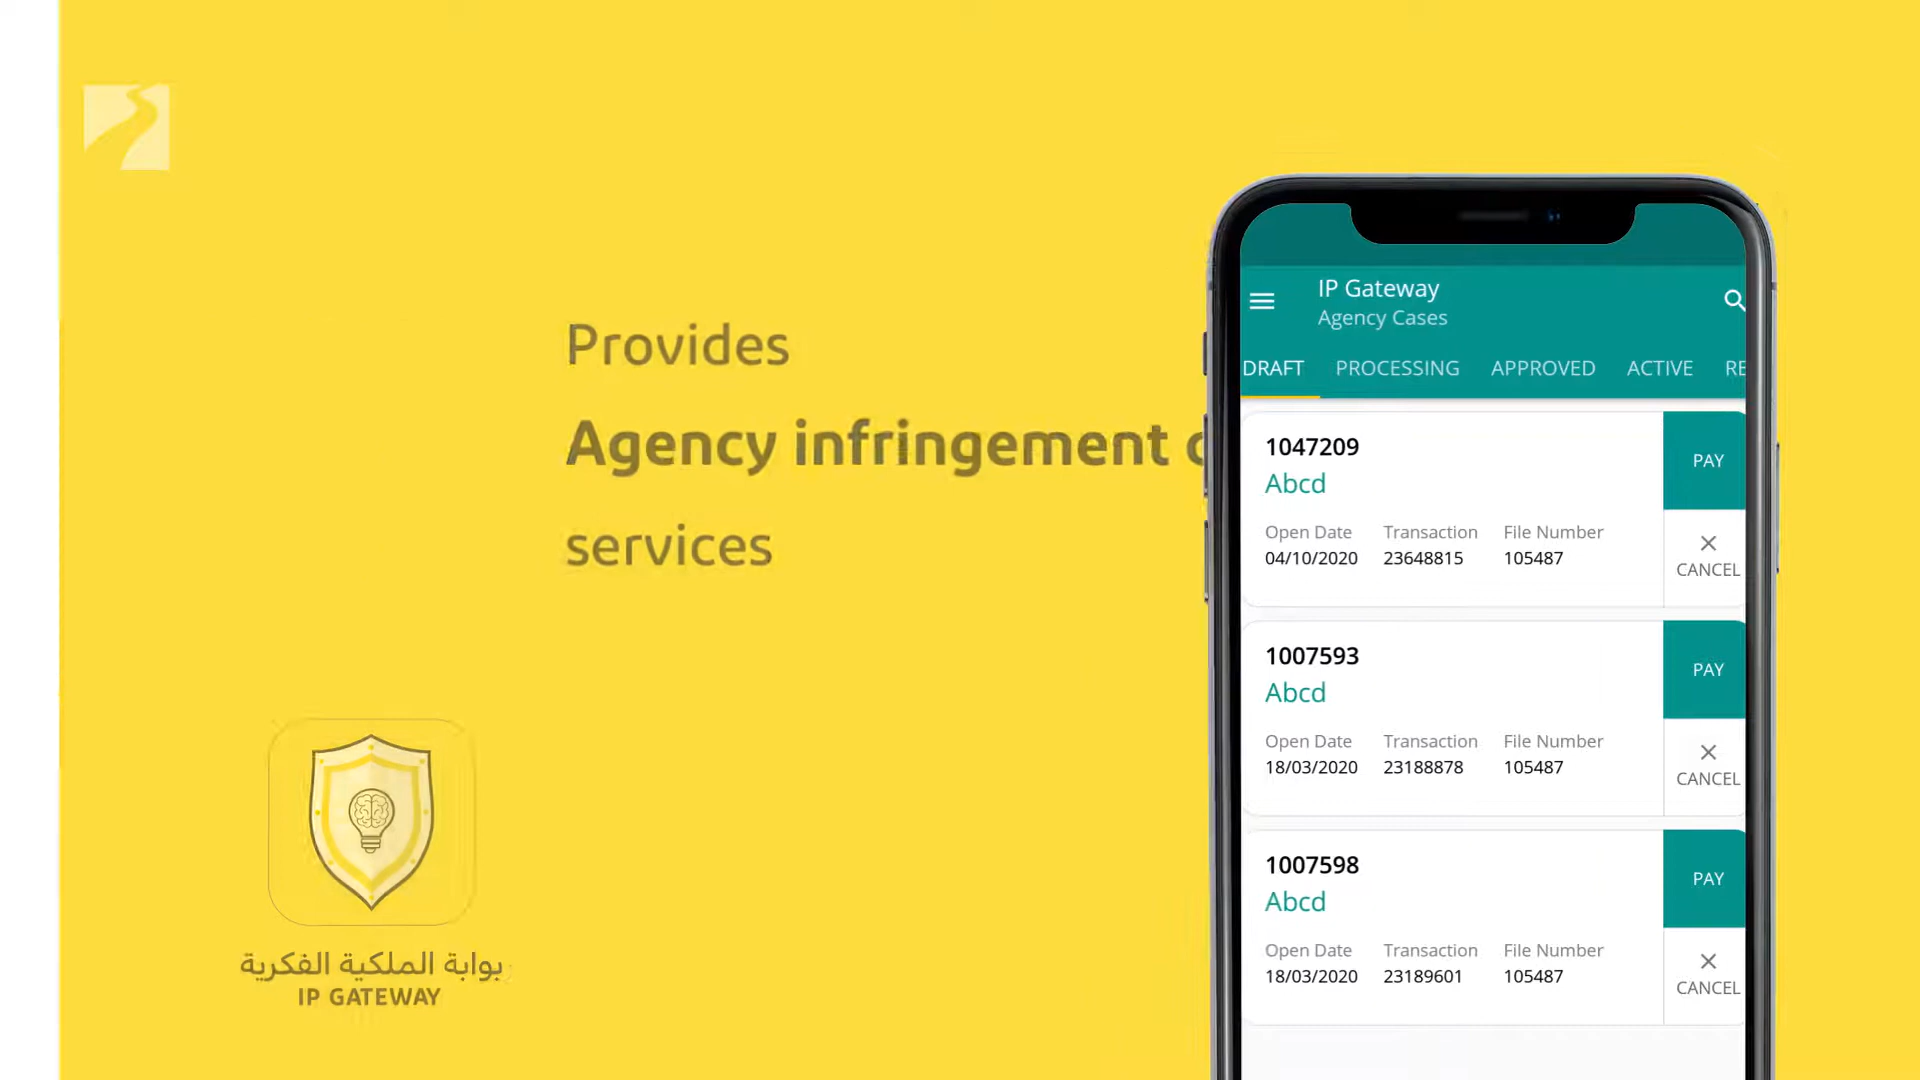 Provides
Agency infringement
services
بوابة الملكية الفكرية
IP GATEWAY
IP Gateway
Agency Cases
DRAFT PROCESSING APPROVED ACTIVE RE
1047209
Abcd
PAY
Open Date Transaction File Number
04/10/2020 23648815 105487
CANCEL
1007593
Abcd
PAY
Open Date Transaction File Number
18/03/2020 23188878 105487
CANCEL
1007598
Abcd
PAY
Open Date Transaction File Number
18/03/2020 23189601 105487
CANCEL